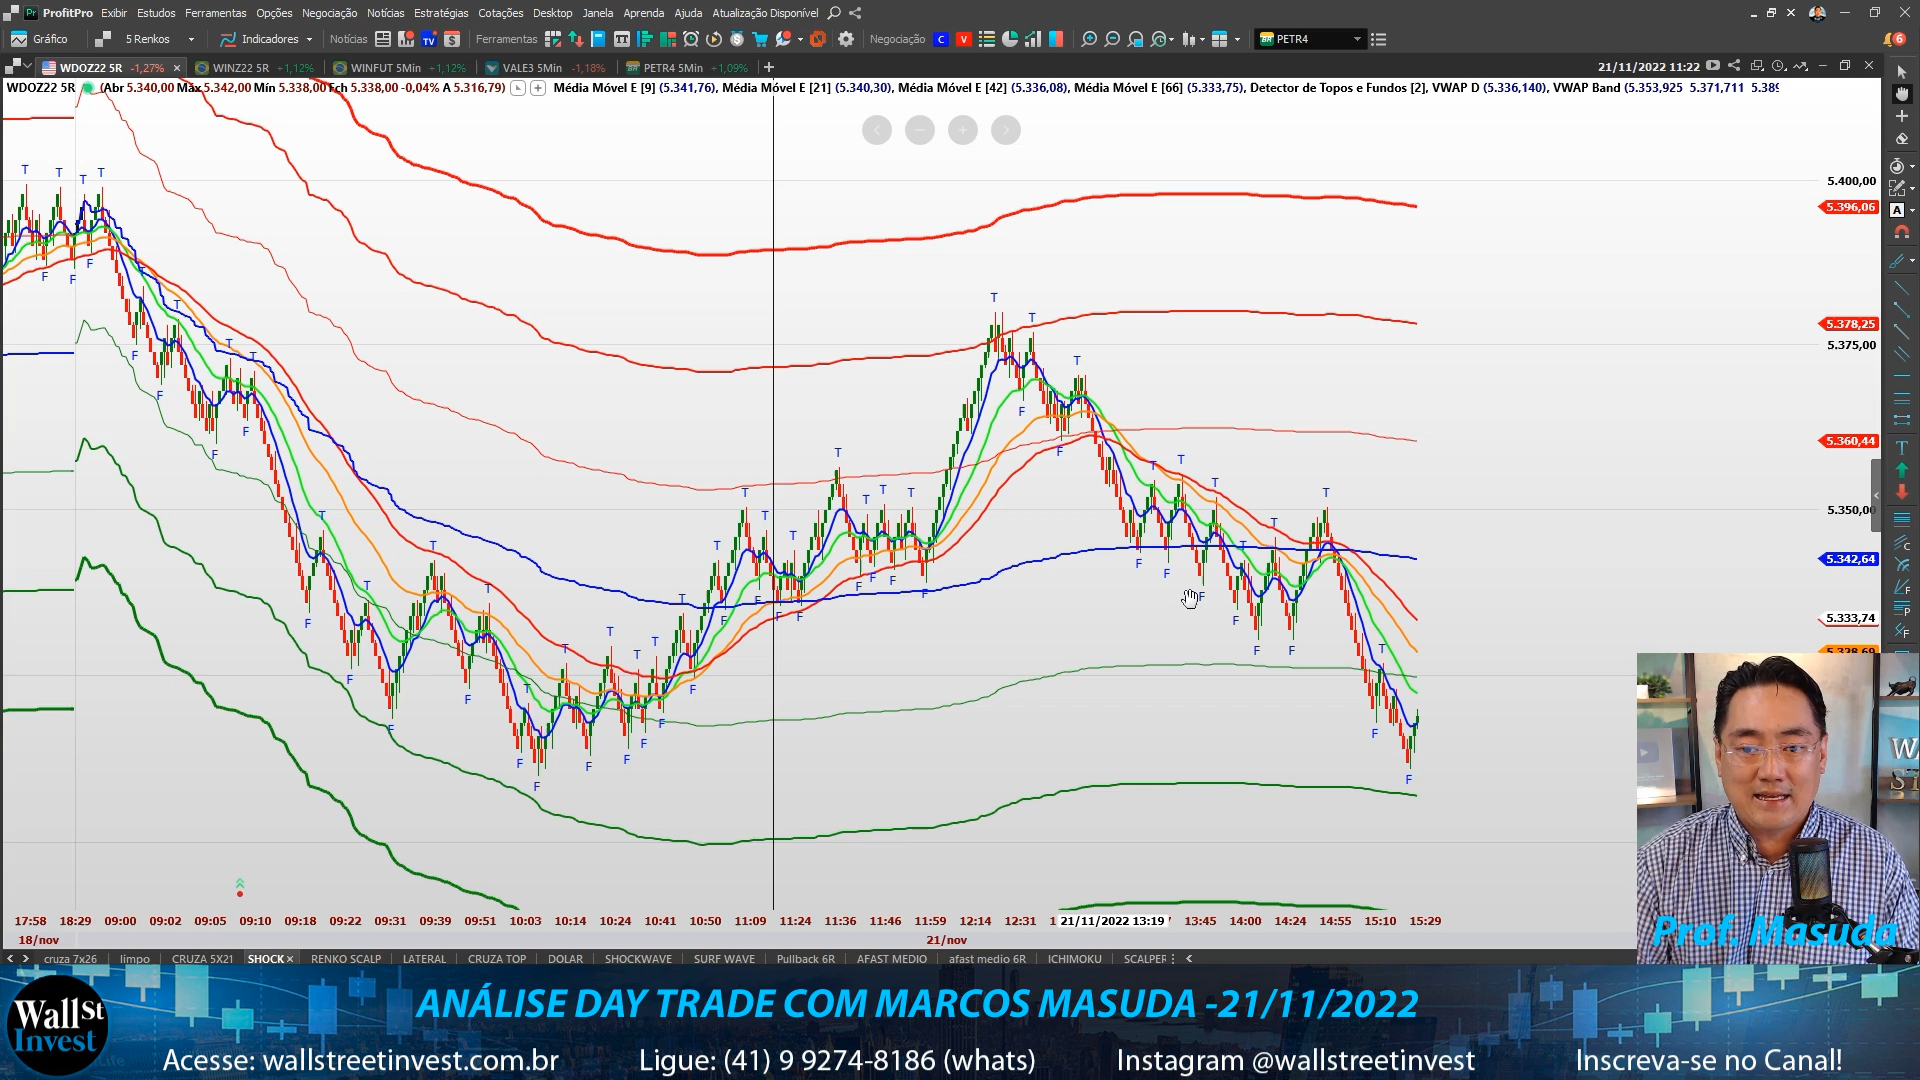 ProfitPro Exibir Estudos Ferramentas Opções Negociação Notícias Estratégias Cotações Desktop Janela Aprenda Ajuda Atualização Disponível
Gráfico 5 Renkos Indicadores Notícias Ferramentas Negociação C V PETR4 6
WDOZ22 5R -1,27% × WINZ22 5R +1,12% WINFUT 5Min +1,12% VALE3 5Min -1,18% PETR4 5Min +1,09% + 21/11/2022 11:22
WDOZ22 5R (Abr 5.340,00 Máx 5.342,00 Mín 5.338,00 Fch 5.338,00 -0,04% A 5.316,79) Média Móvel E [9] (5.341,76), Média Móvel E [21] (5.340,30), Média Móvel E [42] (5.336,08), Média Móvel E [66] (5.333,75), Detector de Topos e Fundos [2], VWAP D (5.336,140), VWAP Band (5.353,925 5.371,711
5.400,00
5.396,06
5.378,25
5.375,00
5.360,44
5.350,00
5.342,64
5.333,74
5.328,69
17:58 18:29 09:00 09:02 09:05 09:10 09:18 09:22 09:31 09:39 09:51 10:03 10:14 10:24 10:41 10:50 11:09 11:24 11:36 11:46 11:59 12:14 12:31 21/11/2022 13:19 13:45 14:00 14:24 14:55 15:10 15:29
18/nov 21/nov
Prof. Masuda
cruza 7x26 limpo CRUZA 5X21 SHOCK × RENKO SCALP LATERAL CRUZA TOP DOLAR SHOCKWAVE SURF WAVE Pullback 6R AFAST MEDIO afast medio 6R ICHIMOKU SCALPER
Wall St
Invest
ANÁLISE DAY TRADE COM MARCOS MASUDA -21/11/2022
Acesse: wallstreetinvest.com.br Ligue: (41) 9 9274-8186 (whats) Instagram @wallstreetinvest Inscreva-se no Canal!